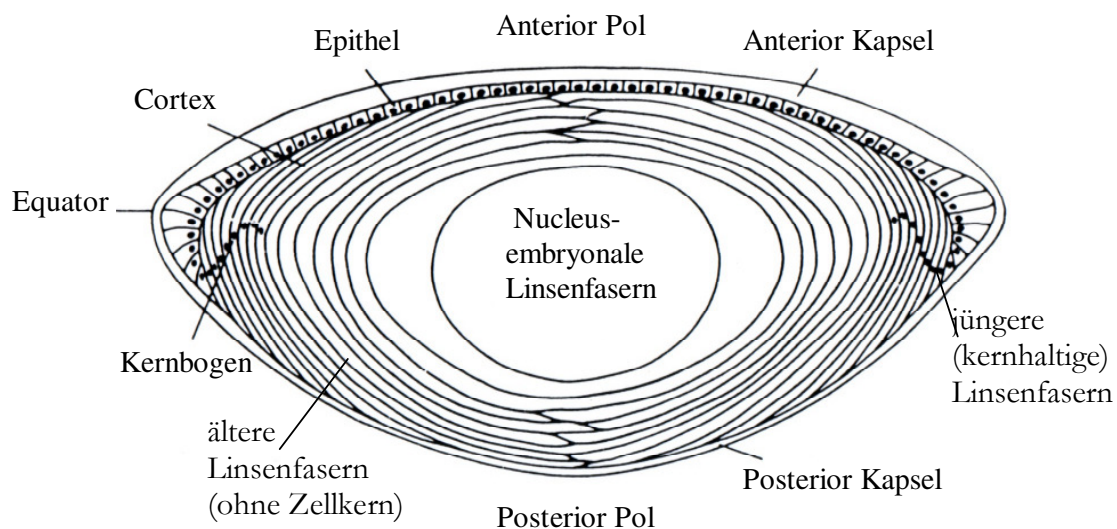 Anterior Pol
Epithel
Anterior Kapsel
Cortex
Equator
Nucleus-
embryonale
Linsenfasern
Kernbogen
jüngere
(kernhaltige)
Linsenfasern
ältere
Linsenfasern
(ohne Zellkern)
Posterior Kapsel
Posterior Pol